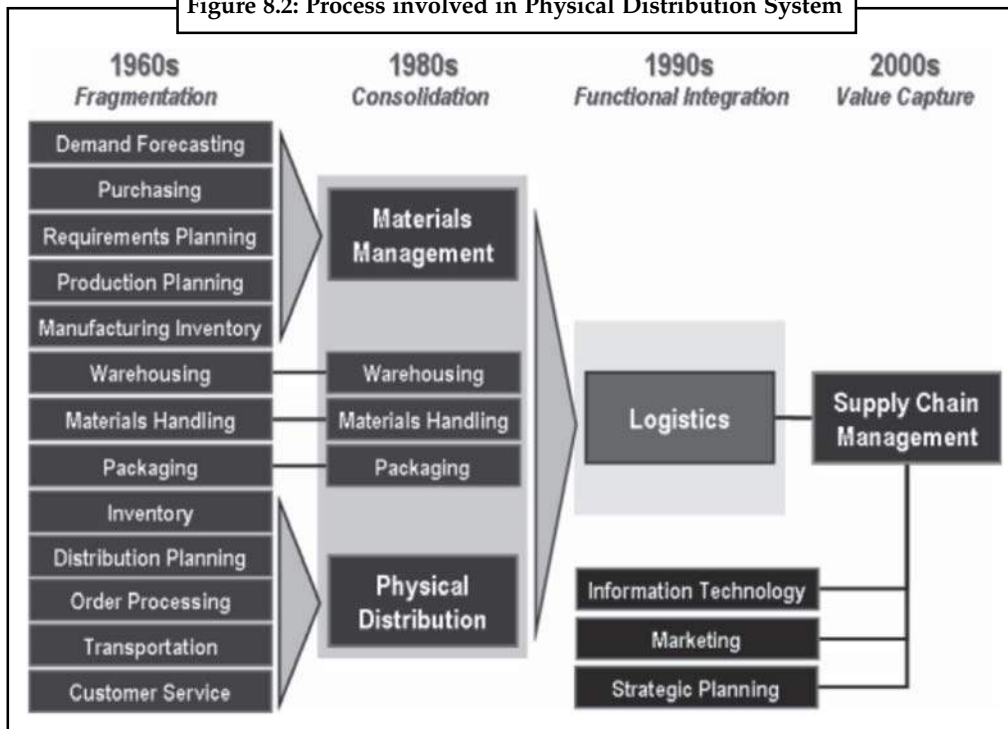 Figure 8.2: Process involved in Physical Distribution System
1960s
Fragmentation
Demand Forecasting
Purchasing
Requirements Planning
Production Planning
Manufacturing Inventory
Warehousing
Materials Handling
Packaging
Inventory
Distribution Planning
Order Processing
Transportation
Customer Service
1980s
Consolidation
Materials
Management
Warehousing
Materials Handling
Packaging
Physical
Distribution
1990s
Functional Integration
Logistics
Information Technology
Marketing
Strategic Planning
2000s
Value Capture
Supply Chain
Management